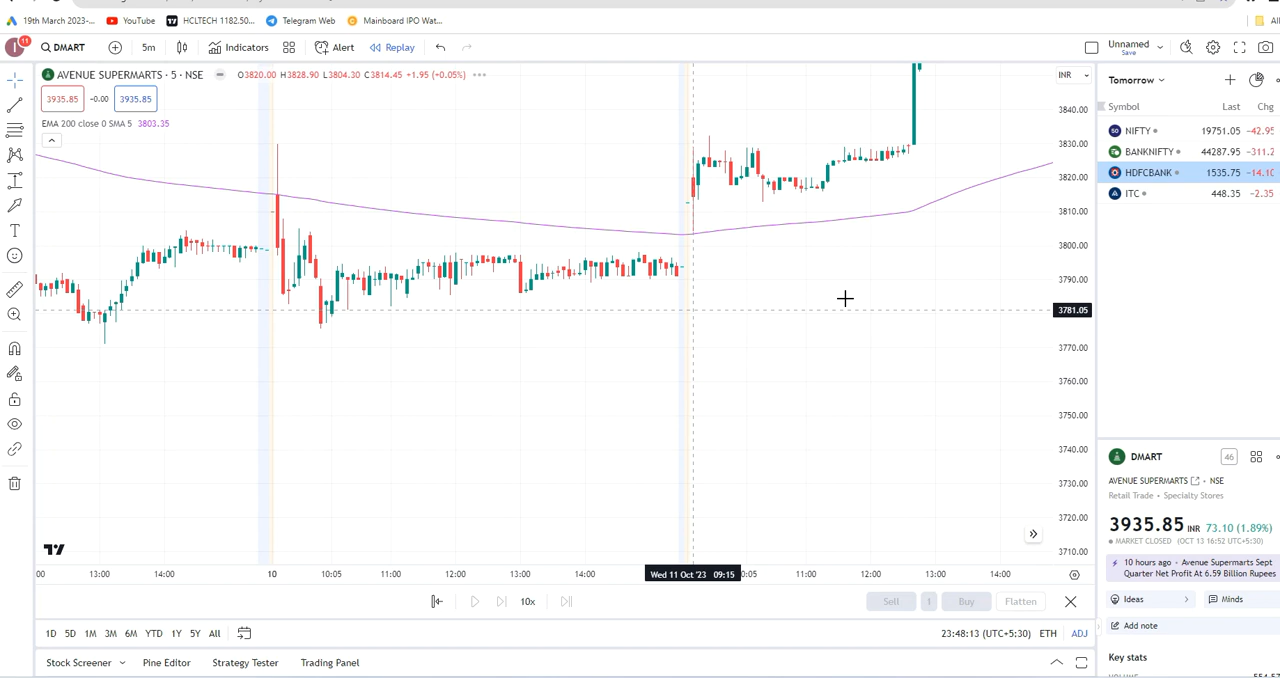 19th March 2023-... YouTube HCLTECH 1182.50... Telegram Web Mainboard IPO Wat... All
I 11 DMART 5m Indicators Alert Replay Unnamed Save
AVENUE SUPERMARTS · 5 · NSE O3820.00 H3828.90 L3804.30 C3814.45 +1.95 (+0.05%) INR
3935.85 -0.00 3935.85
EMA 200 close 0 SMA 5 3803.35
3840.00
3830.00
3820.00
3810.00
3800.00
3790.00
3781.05
3770.00
3760.00
3750.00
3740.00
3730.00
3720.00
3710.00
00 13:00 14:00 10 10:05 11:00 12:00 13:00 14:00 Wed 11 Oct '23 09:15 0:05 11:00 12:00 13:00 14:00
10x Sell 1 Buy Flatten
1D 5D 1M 3M 6M YTD 1Y 5Y All 23:48:13 (UTC+5:30) ETH ADJ
Stock Screener Pine Editor Strategy Tester Trading Panel
Tomorrow
Symbol Last Chg
NIFTY 19751.05 -42.95
BANKNIFTY 44287.95 -311.2
HDFCBANK 1535.75 -14.10
ITC 448.35 -2.35
DMART 46
AVENUE SUPERMARTS · NSE
Retail Trade • Specialty Stores
3935.85 INR 73.10 (1.89%)
MARKET CLOSED (OCT 13 16:52 UTC+5:30)
10 hours ago · Avenue Supermarts Sept
Quarter Net Profit At 6.59 Billion Rupees
Ideas Minds
Add note
Key stats